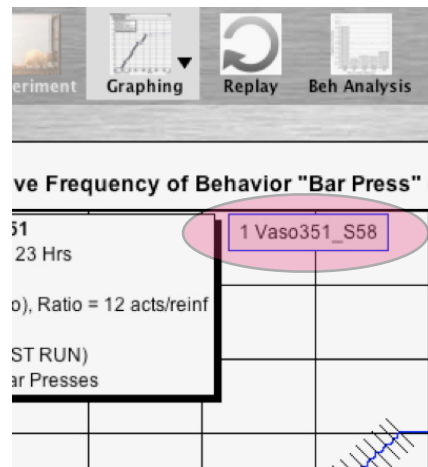 eriment Graphing Replay Beh Analysis
ve Frequency of Behavior "Bar Press"
51
23 Hrs
1 Vaso351_S58
o), Ratio = 12 acts/reinf
ST RUN)
ar Presses